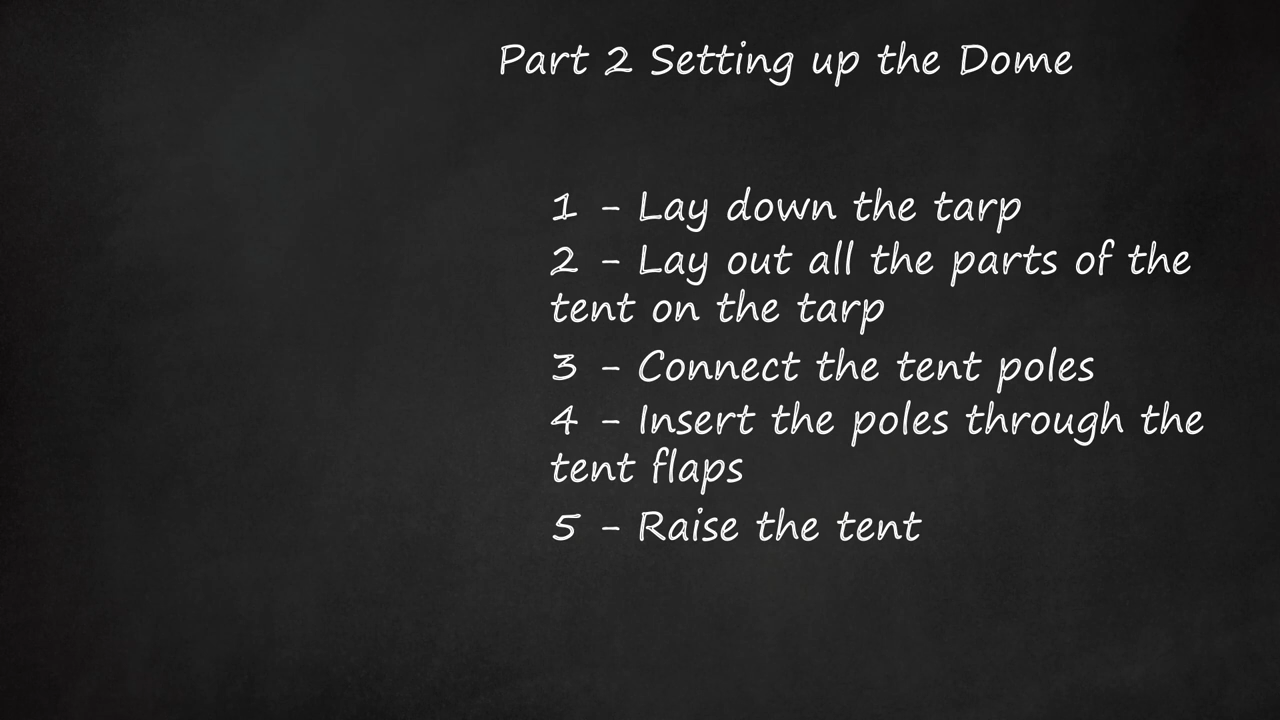 Part 2 Setting up the Dome
1 - Lay down the tarp
2 - Lay out all the parts of the
tent on the tarp
3 - Connect the tent poles
4 - Insert the poles through the
tent flaps
5 - Raise the tent